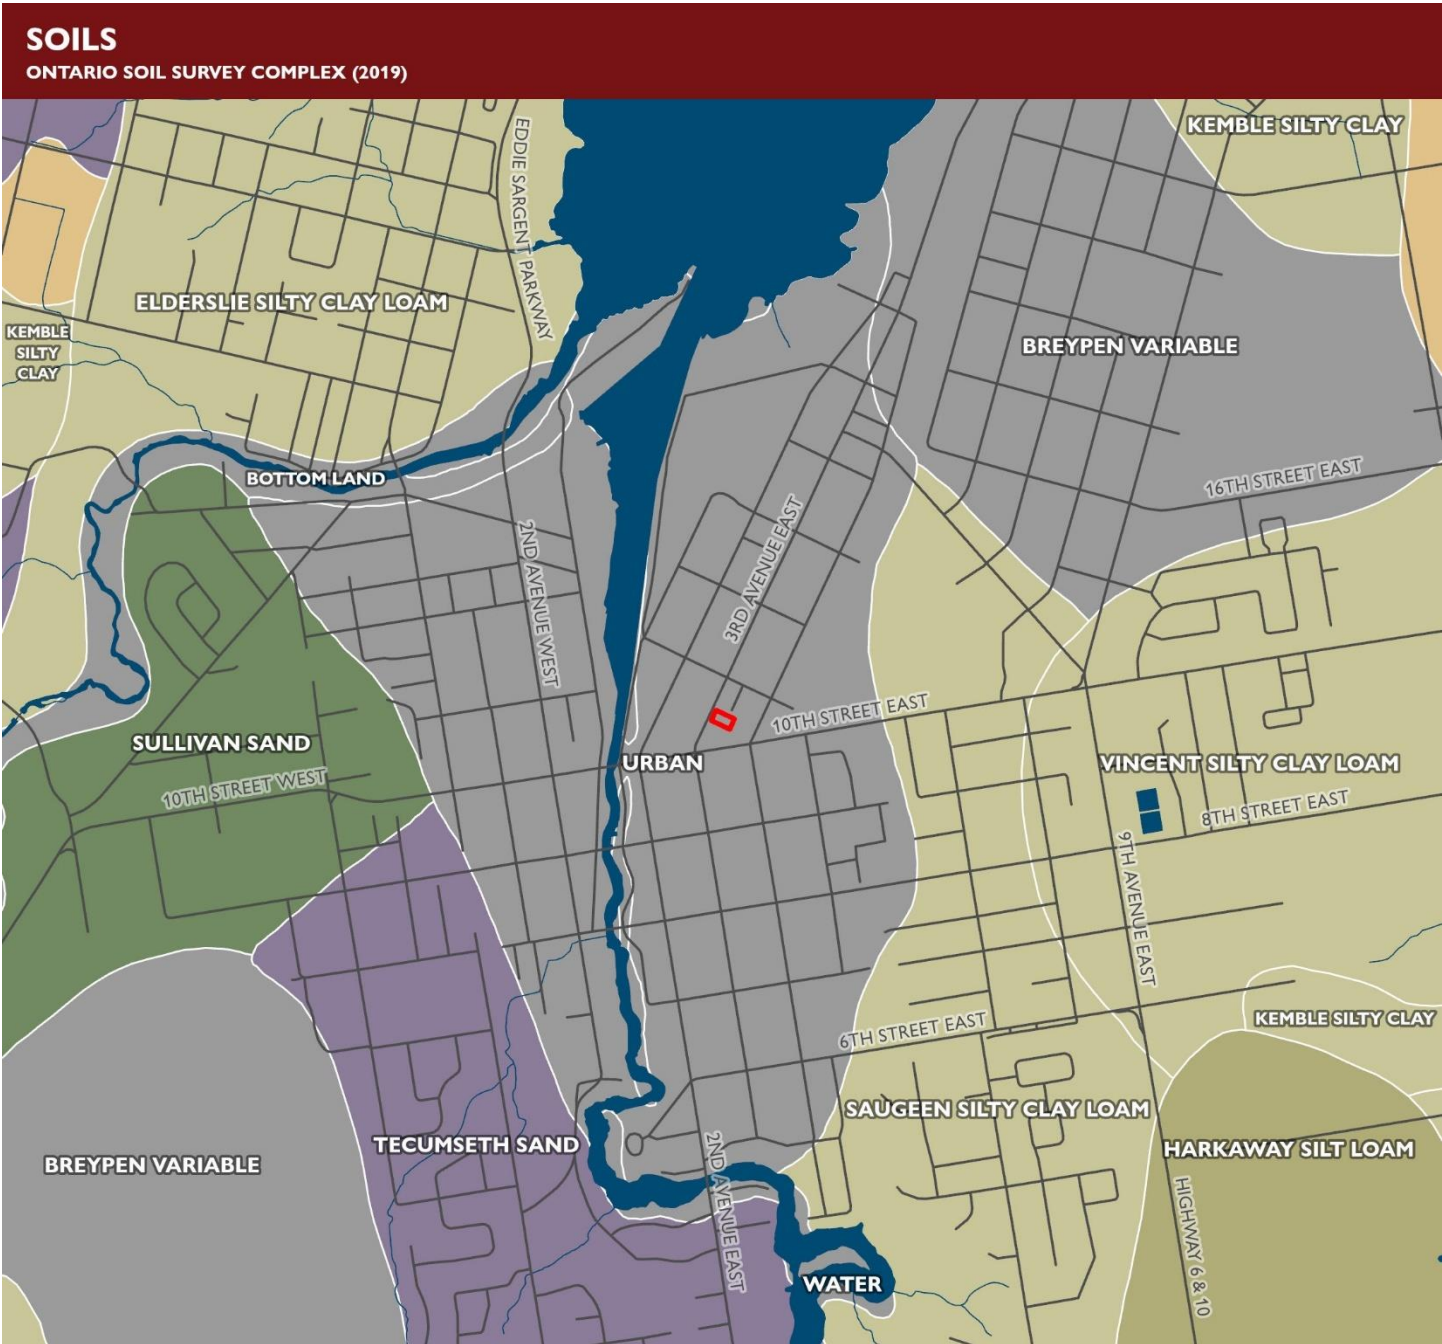 SOILS
ONTARIO SOIL SURVEY COMPLEX (2019)
KEMBLE SILTY CLAY
EDDIE SARGENT PARKWAY
ELDERSLIE SILTY CLAY LOAM
KEMBLE
SILTY
CLAY
BREYPEN VARIABLE
BOTTOM LAND
16TH STREET EAST
2ND AVENUE WEST
3RD AVENUE EAST
10TH STREET EAST
SULLIVAN SAND
URBAN
VINCENT SILTY CLAY LOAM
10TH STREET WEST
8TH STREET EAST
9TH AVENUE EAST
KEMBLE SILTY CLAY
6TH STREET EAST
SAUGEEN SILTY CLAY LOAM
TECUMSETH SAND
HARKAWAY SILT LOAM
BREYPEN VARIABLE
2ND AVENUE EAST
HIGHWAY 6 & 10
WATER